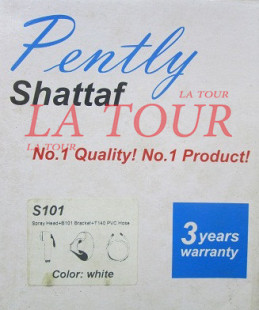 Pently
Shattaf
LA TOUR
LA TOUR
LA TOUR
No.1 Quality! No.1 Product!
S101
Spray Head+B101 Bracket+T140 PVC Hose
Color: white
3 years
warranty